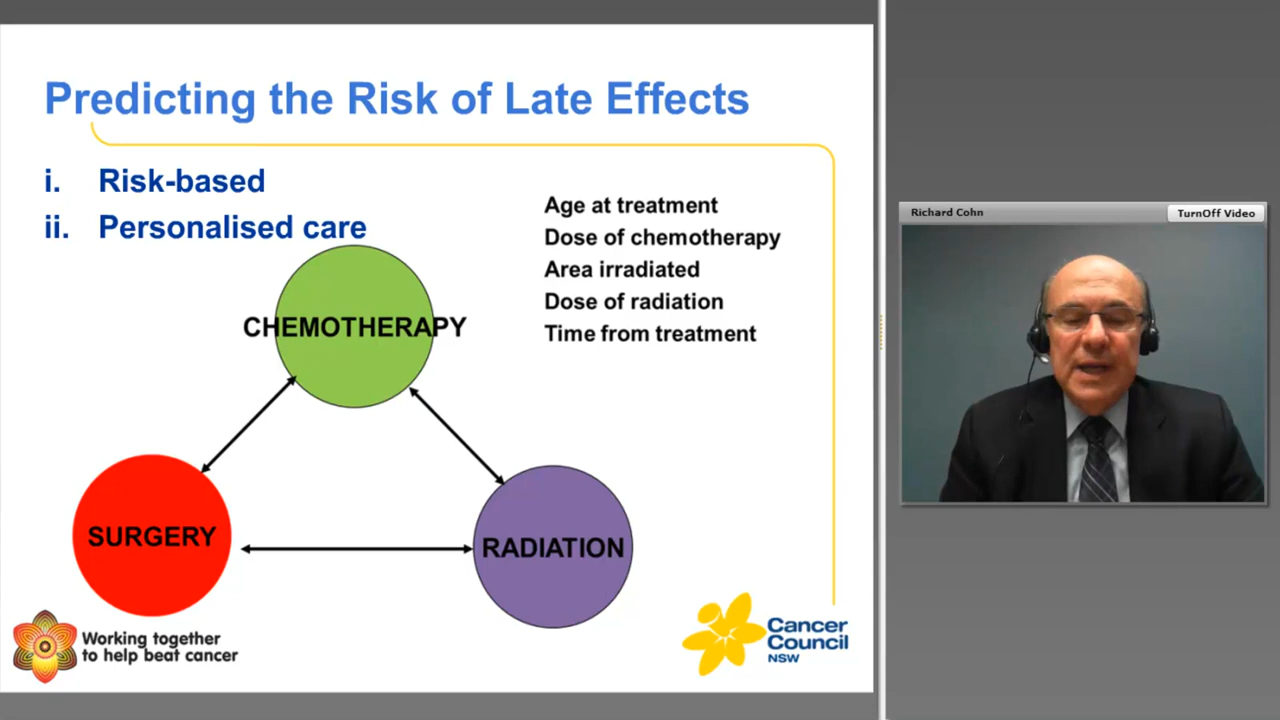 Predicting the Risk of Late Effects
i. Risk-based
ii. Personalised care
Age at treatment
Dose of chemotherapy
Area irradiated
Dose of radiation
Time from treatment
CHEMOTHERAPY
SURGERY
RADIATION
Working together
to help beat cancer
Cancer
Council
NSW
Richard Cohn
TurnOff Video